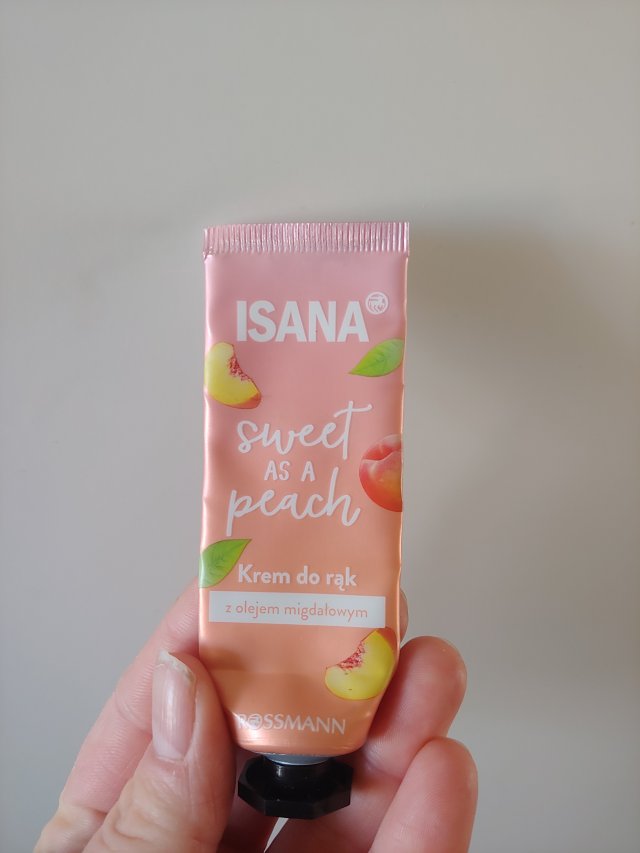 ISANA
sweet
AS A
peach
Krem do rąk
z olejem migdałowym
ROSSMANN